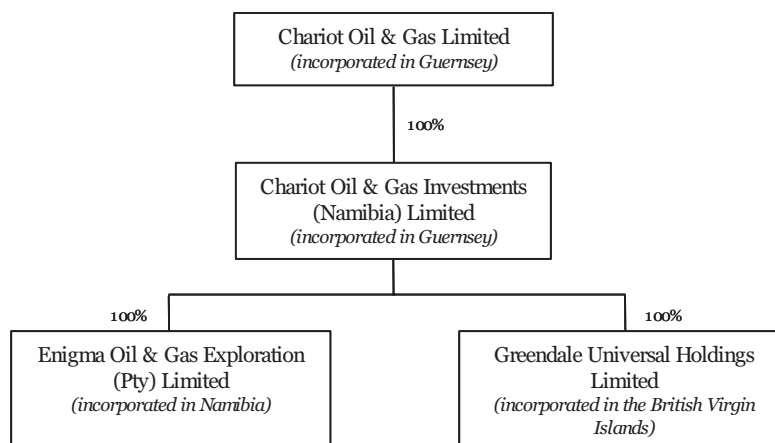 Chariot Oil & Gas Limited
(incorporated in Guernsey)
100%
Chariot Oil & Gas Investments
(Namibia) Limited
(incorporated in Guernsey)
100%
100%
Enigma Oil & Gas Exploration
(Pty) Limited
(incorporated in Namibia)
Greendale Universal Holdings
Limited
(incorporated in the British Virgin
Islands)